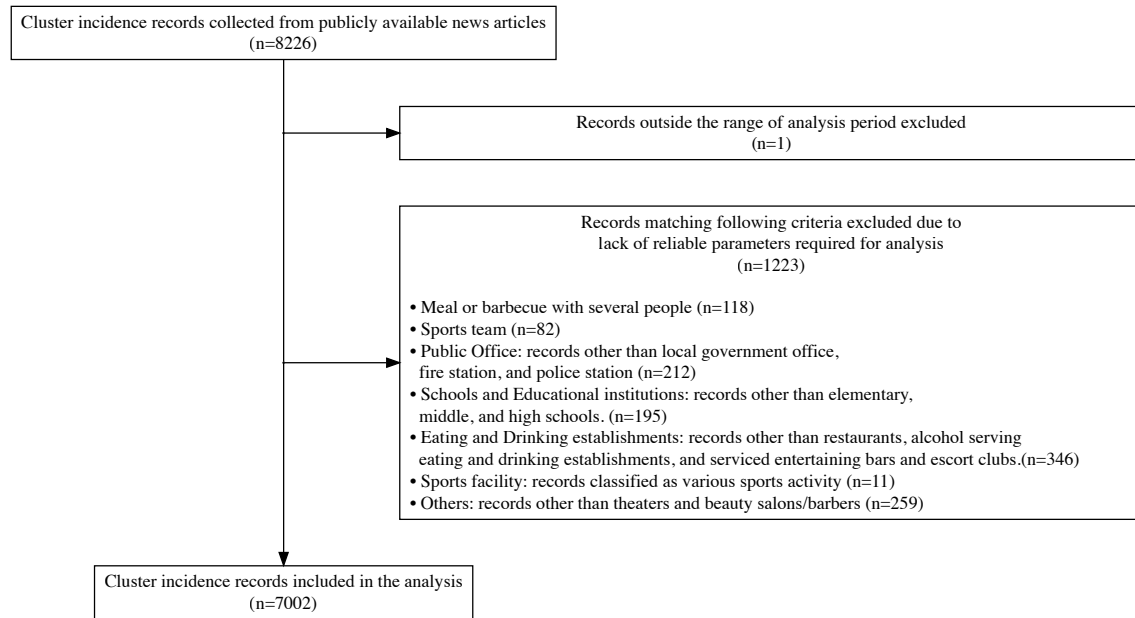 Cluster incidence records collected from publicly available news articles
(n=8226)
Records outside the range of analysis period excluded
(n=1)
Records matching following criteria excluded due to
lack of reliable parameters required for analysis
(n=1223)
• Meal or barbecue with several people (n=118)
• Sports team (n=82)
• Public Office: records other than local government office,
fire station, and police station (n=212)
• Schools and Educational institutions: records other than elementary,
middle, and high schools. (n=195)
• Eating and Drinking establishments: records other than restaurants, alcohol serving
eating and drinking establishments, and serviced entertaining bars and escort clubs.(n=346)
• Sports facility: records classified as various sports activity (n=11)
• Others: records other than theaters and beauty salons/barbers (n=259)
Cluster incidence records included in the analysis
(n=7002)